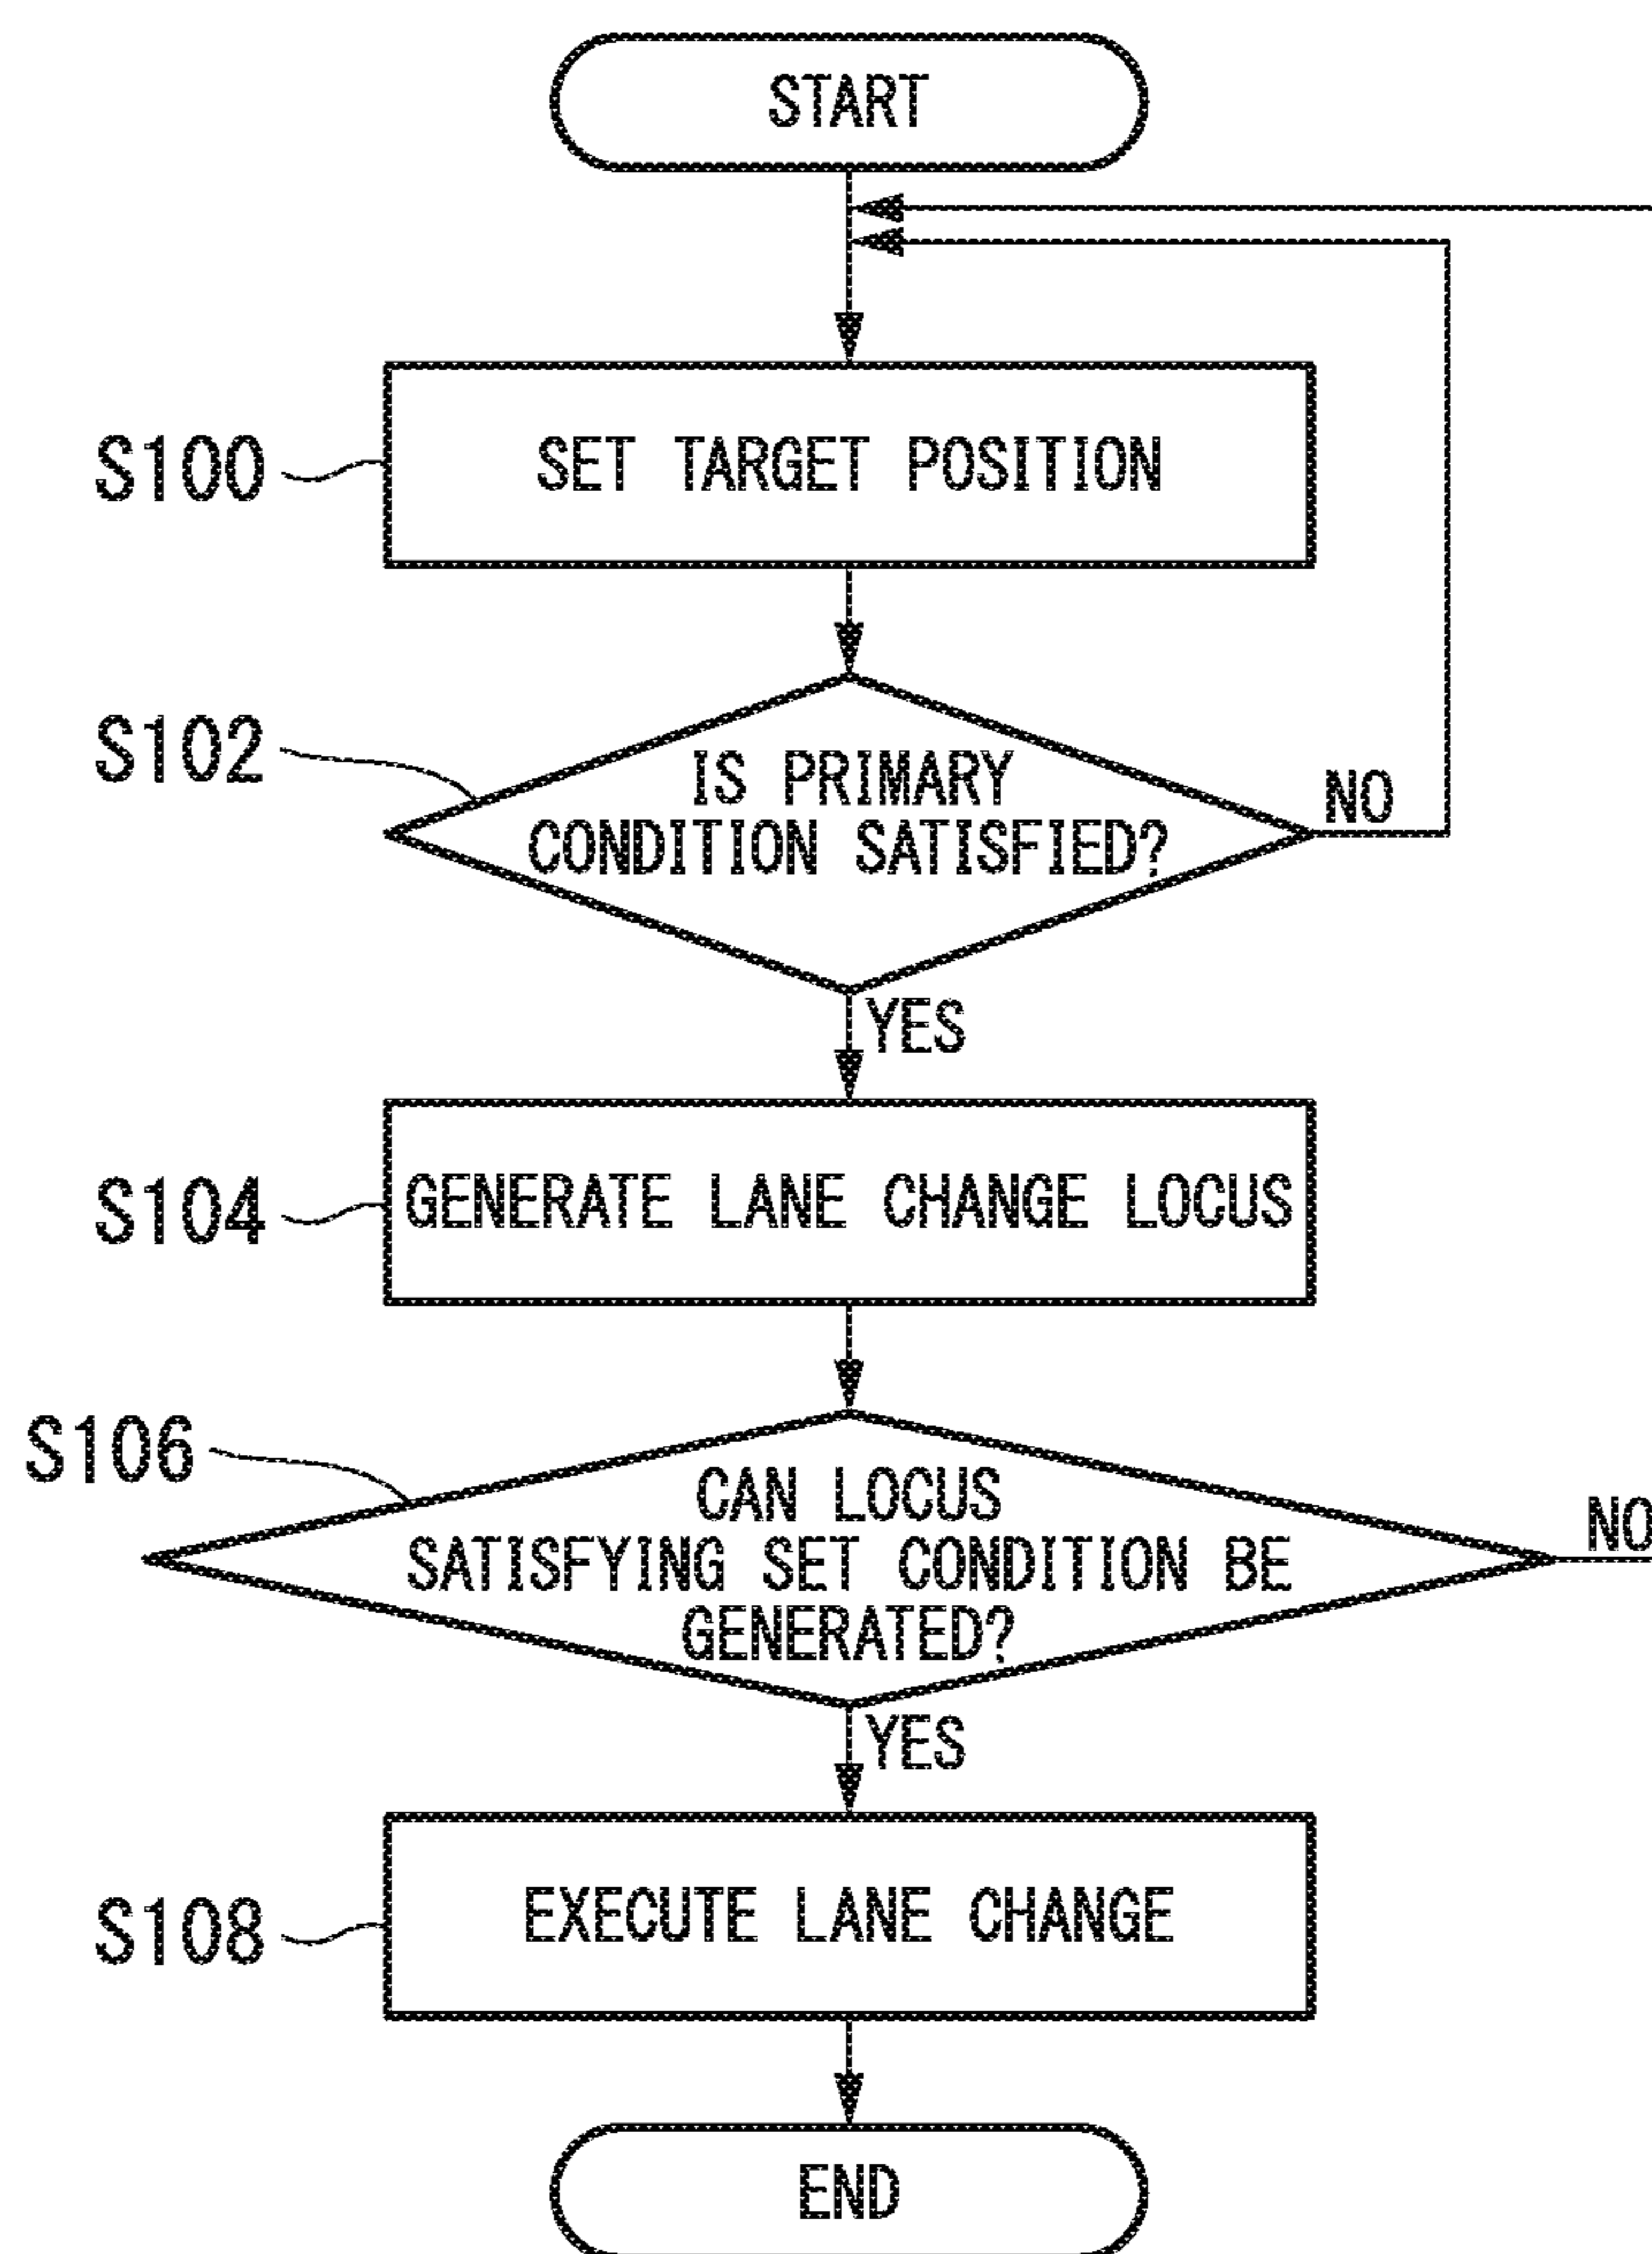 START
S100
SET TARGET POSITION
S102
IS PRIMARY
CONDITION SATISFIED?
NO
YES
S104
GENERATE LANE CHANGE LOCUS
S106
CAN LOCUS
SATISFYING SET CONDITION BE
GENERATED?
NO
YES
S108
EXECUTE LANE CHANGE
END